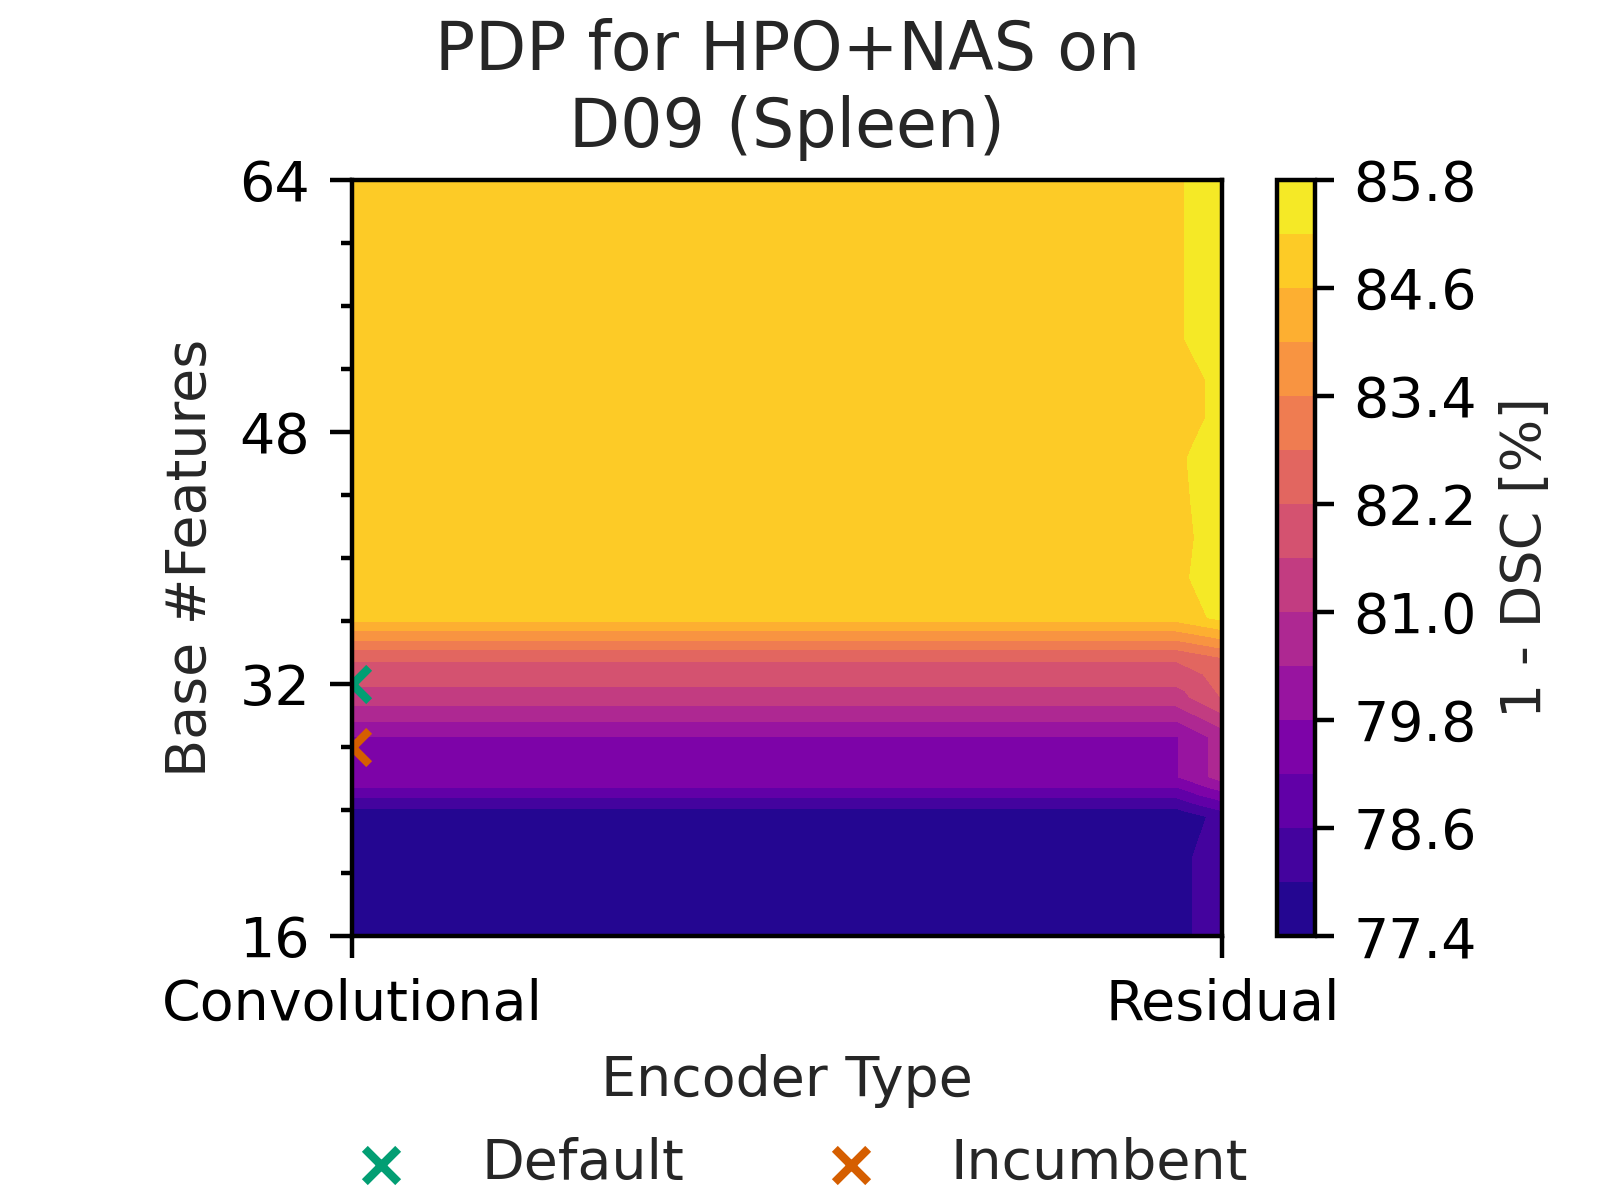 PDP for HPO+NAS on
D09 (Spleen)
64
48
32
16
Base #Features
Convolutional
Residual
Encoder Type
85.8
84.6
83.4
82.2
81.0
79.8
78.6
77.4
1 - DSC [%]
Default
Incumbent